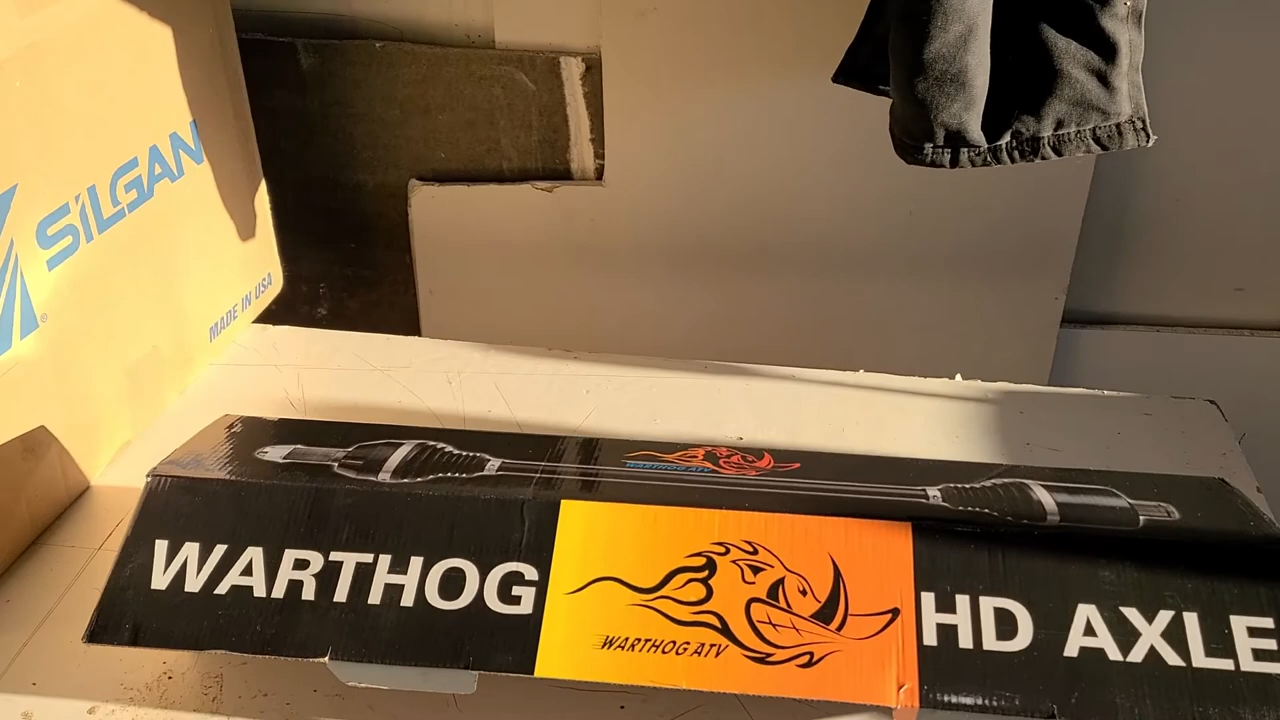 SiLGAN
®
MADE IN USA
WARTHOG ATV
WARTHOG
WARTHOG ATV
HD AXLE